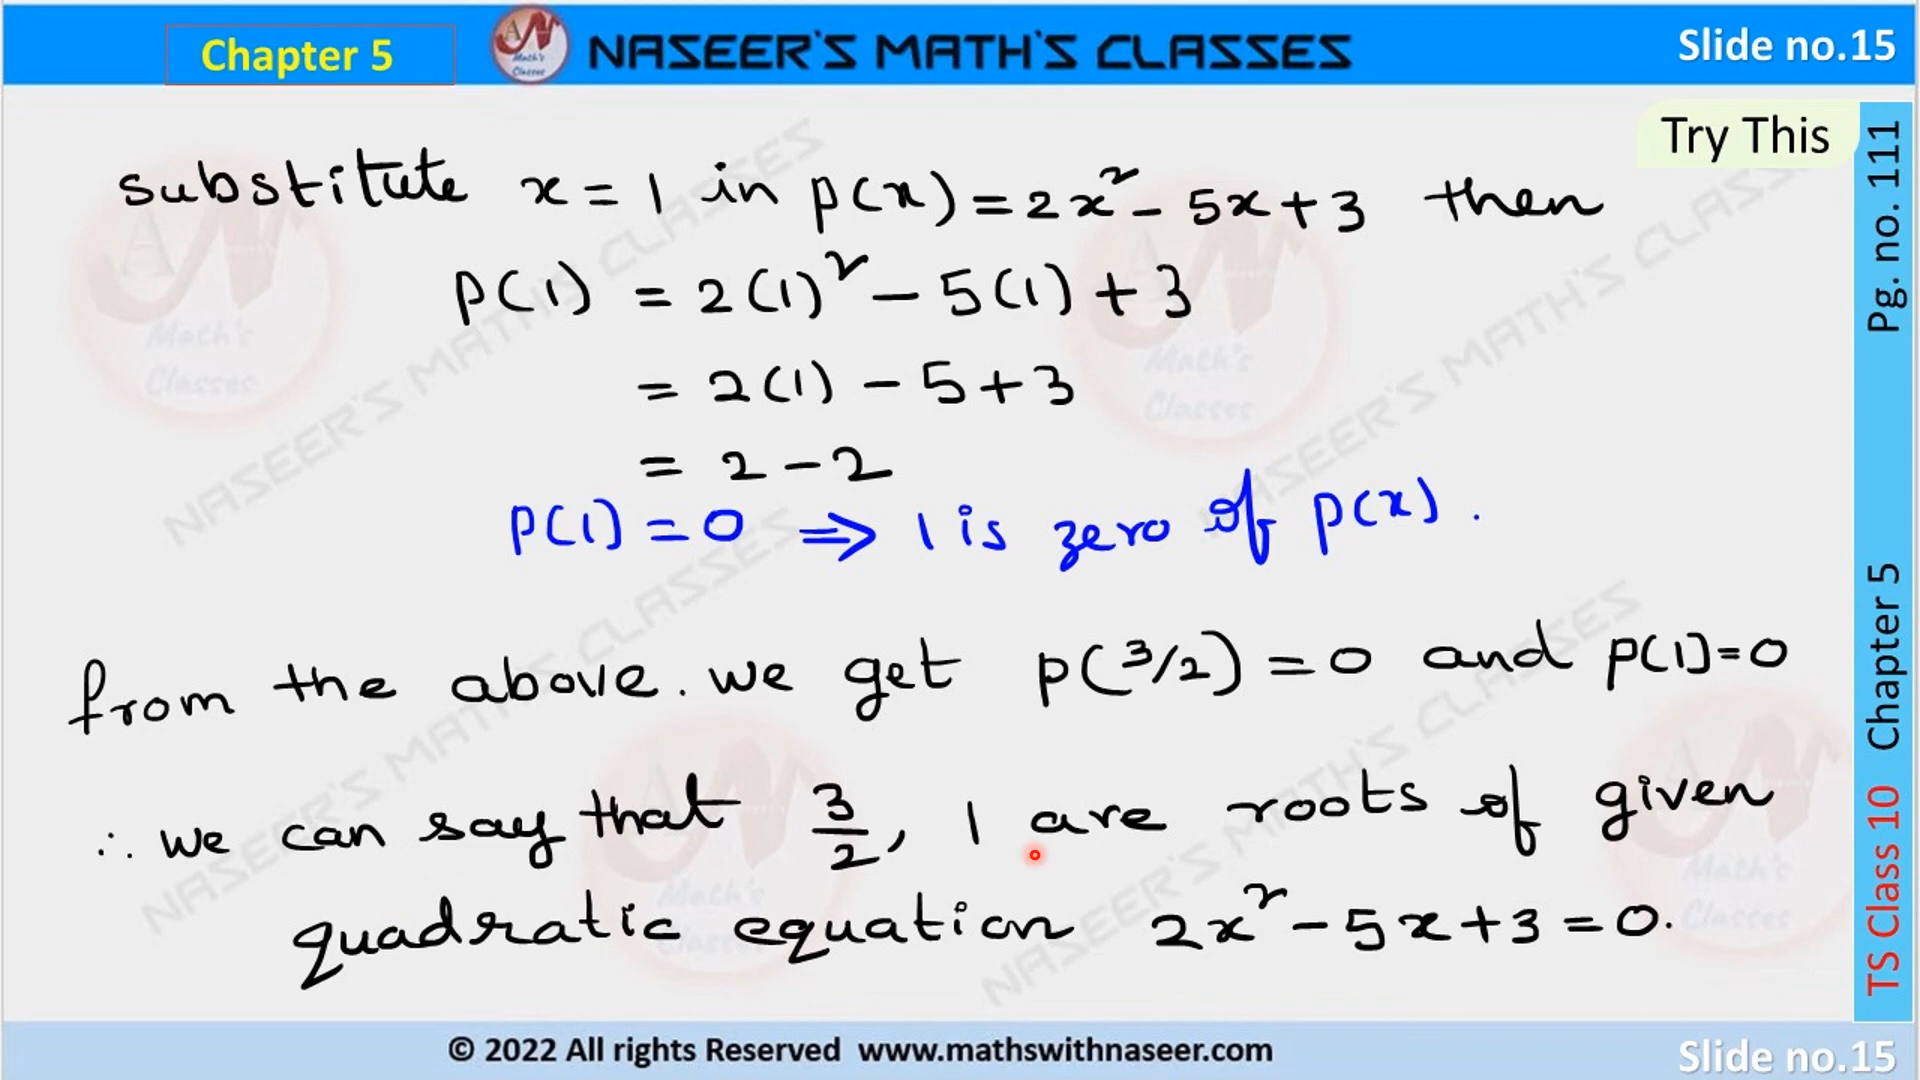 Chapter 5
NASEER'S MATH'S CLASSES
Slide no.15
Try This
Pg. no. 111
substitute x = 1 in p(x) = 2x² - 5x + 3 then
p(1) = 2(1)² - 5(1) + 3
= 2(1) - 5 + 3
= 2 - 2
p(1) = 0 ⇒ 1 is zero of p(x).
from the above. we get p(3/2) = 0 and p(1) = 0
∴ we can say that 3/2, 1 are roots of given
quadratic equation 2x² - 5x + 3 = 0.
TS Class 10 Chapter 5
© 2022 All rights Reserved www.mathswithnaseer.com
Slide no.15